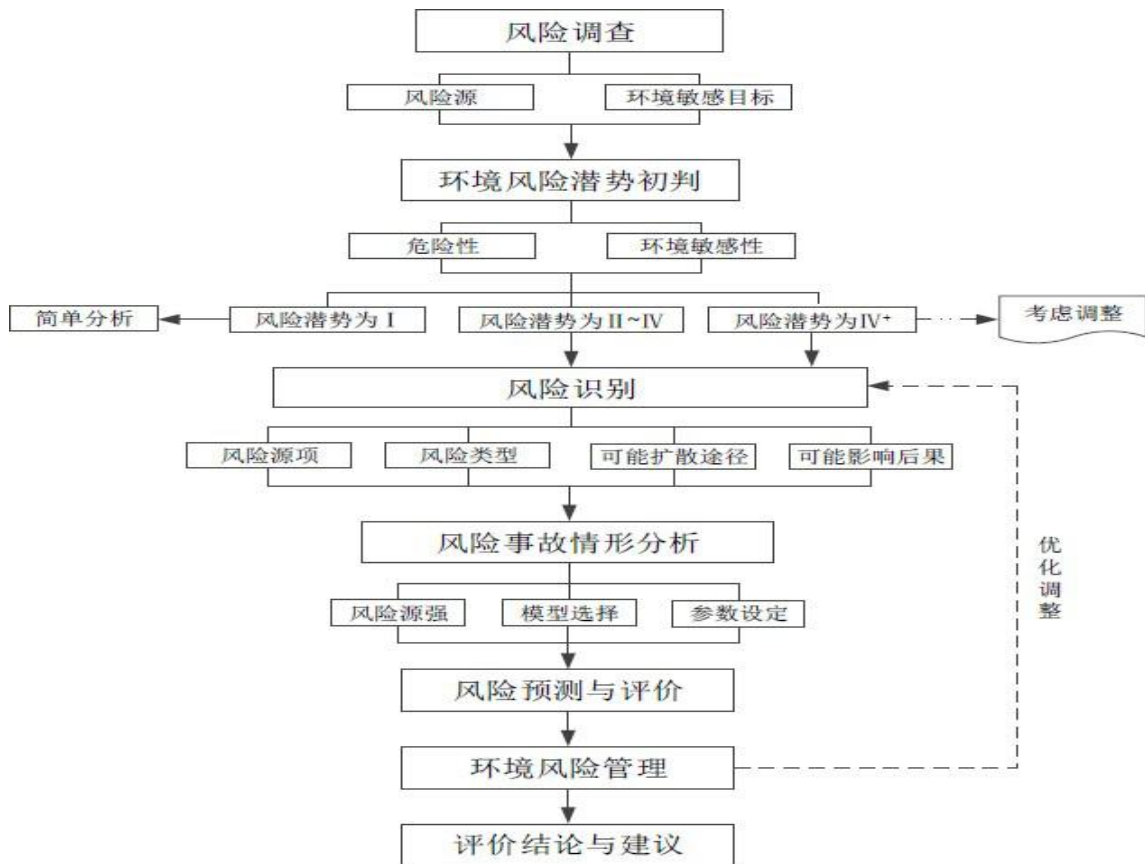 风险调查
风险源
环境敏感目标
环境风险潜势初判
危险性
环境敏感性
简单分析
风险潜势为Ⅰ
风险潜势为Ⅱ~Ⅳ
风险潜势为Ⅳ⁺
考虑调整
风险识别
风险源项
风险类型
可能扩散途径
可能影响后果
风险事故情形分析
优化调整
风险源强
模型选择
参数设定
风险预测与评价
环境风险管理
评价结论与建议